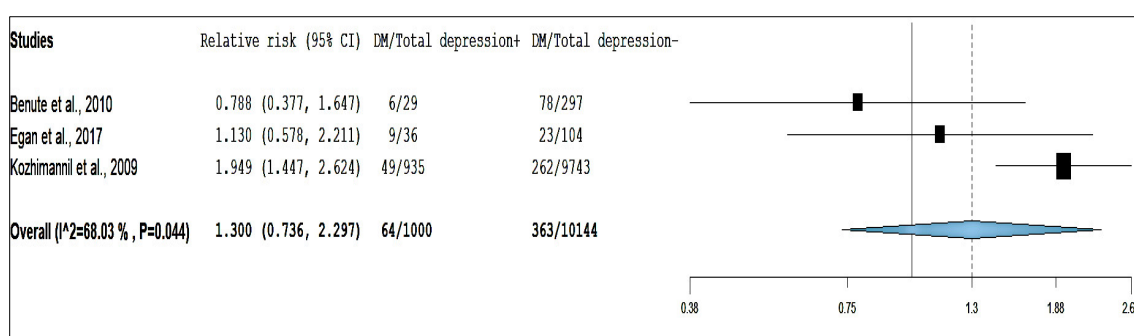 Studies Relative risk (95% CI) DM/Total depression+ DM/Total depression-
Benute et al., 2010 0.788 (0.377, 1.647) 6/29 78/297
Egan et al., 2017 1.130 (0.578, 2.211) 9/36 23/104
Kozhimannil et al., 2009 1.949 (1.447, 2.624) 49/935 262/9743
Overall (I^2=68.03 % , P=0.044) 1.300 (0.736, 2.297) 64/1000 363/10144
0.38 0.75 1.3 1.88 2.6